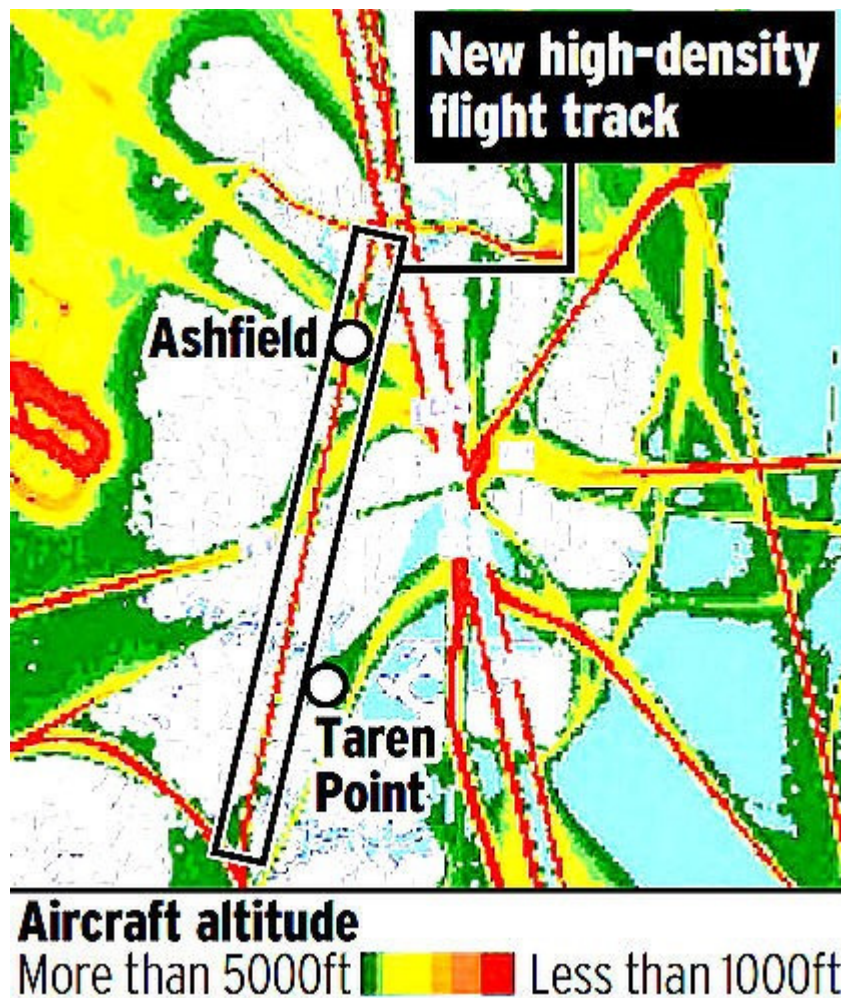 New high-density
flight track
Ashfield
Taren
Point
Aircraft altitude
More than 5000ft Less than 1000ft